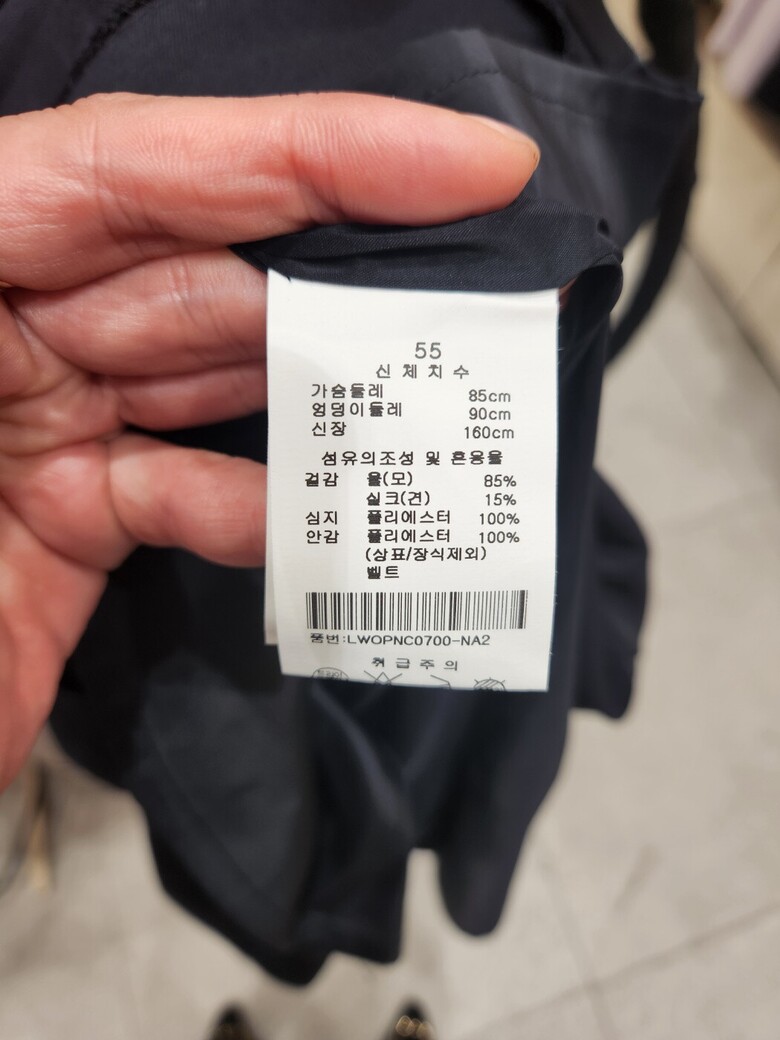 55
신체치수
가슴둘레 85cm
엉덩이둘레 90cm
신장 160cm
섬유의조성 및 혼용율
겉감 울(모) 85%
실크(견) 15%
심지 폴리에스터 100%
안감 폴리에스터 100%
(상표/장식제외)
벨트
품번:LWOPNC0700-NA2
취급주의